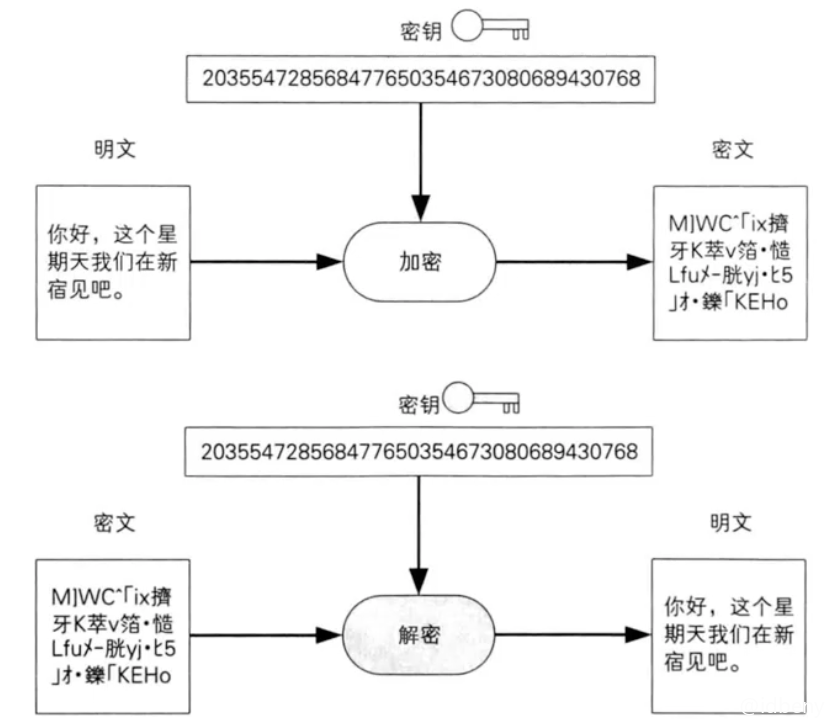 密钥
203554728568477650354673080689430768
明文
密文
你好，这个星
期天我们在新
宿见吧。
加密
M]WC^「ix擠
牙K萃v箔・慥
Lfuﾒｰ胱yj・ﾋ5
｣ｵ・鑠｢KEHo
密钥
203554728568477650354673080689430768
密文
明文
M]WC^「ix擠
牙K萃v箔・慥
Lfuﾒｰ胱yj・ﾋ5
｣ｵ・鑠｢KEHo
解密
你好，这个星
期天我们在新
宿见吧。